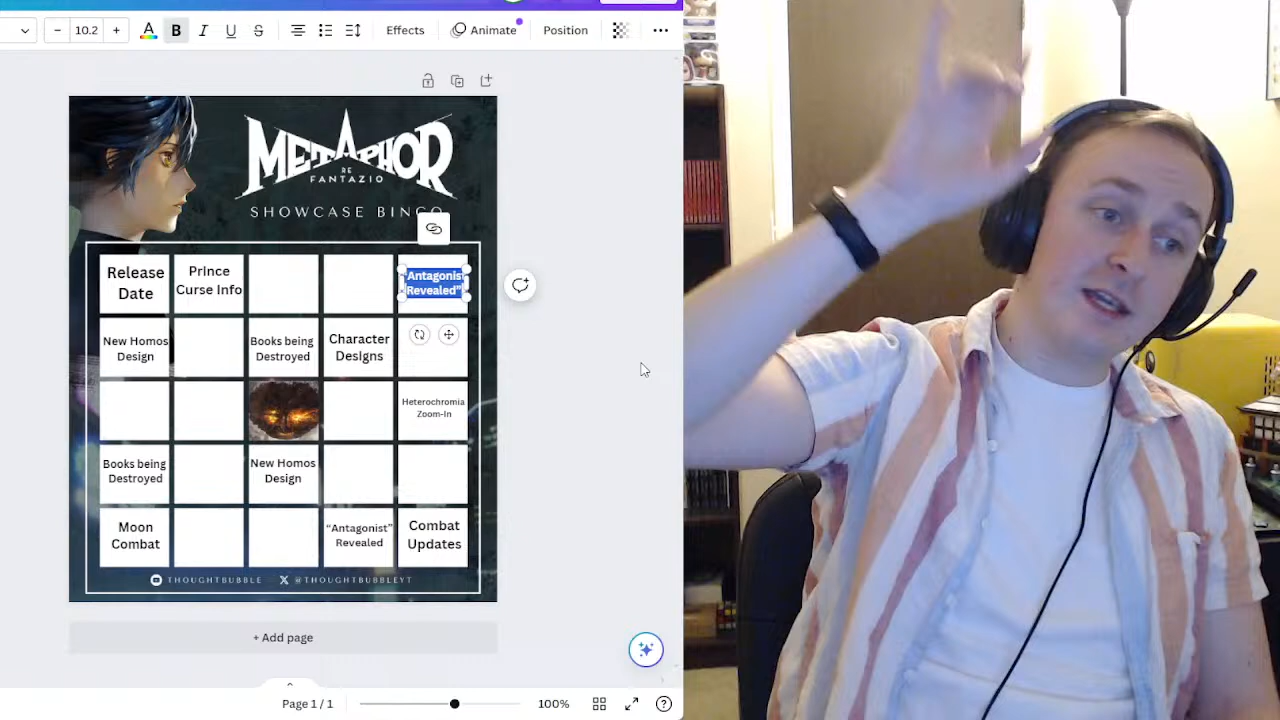 10.2
A
B
I
U
S
Effects
Animate
Position
METAPHOR
RE
FANTAZIO
SHOWCASE BINGO
Release
Date
Prince
Curse Info
"Antagonist
Revealed"
New Homos
Design
Books being
Destroyed
Character
Designs
Heterochromia
Zoom-In
Books being
Destroyed
New Homos
Design
Moon
Combat
“Antagonist”
Revealed
Combat
Updates
THOUGHTBUBBLE
@THOUGHTBUBBLEYT
+ Add page
Page 1 / 1
100%